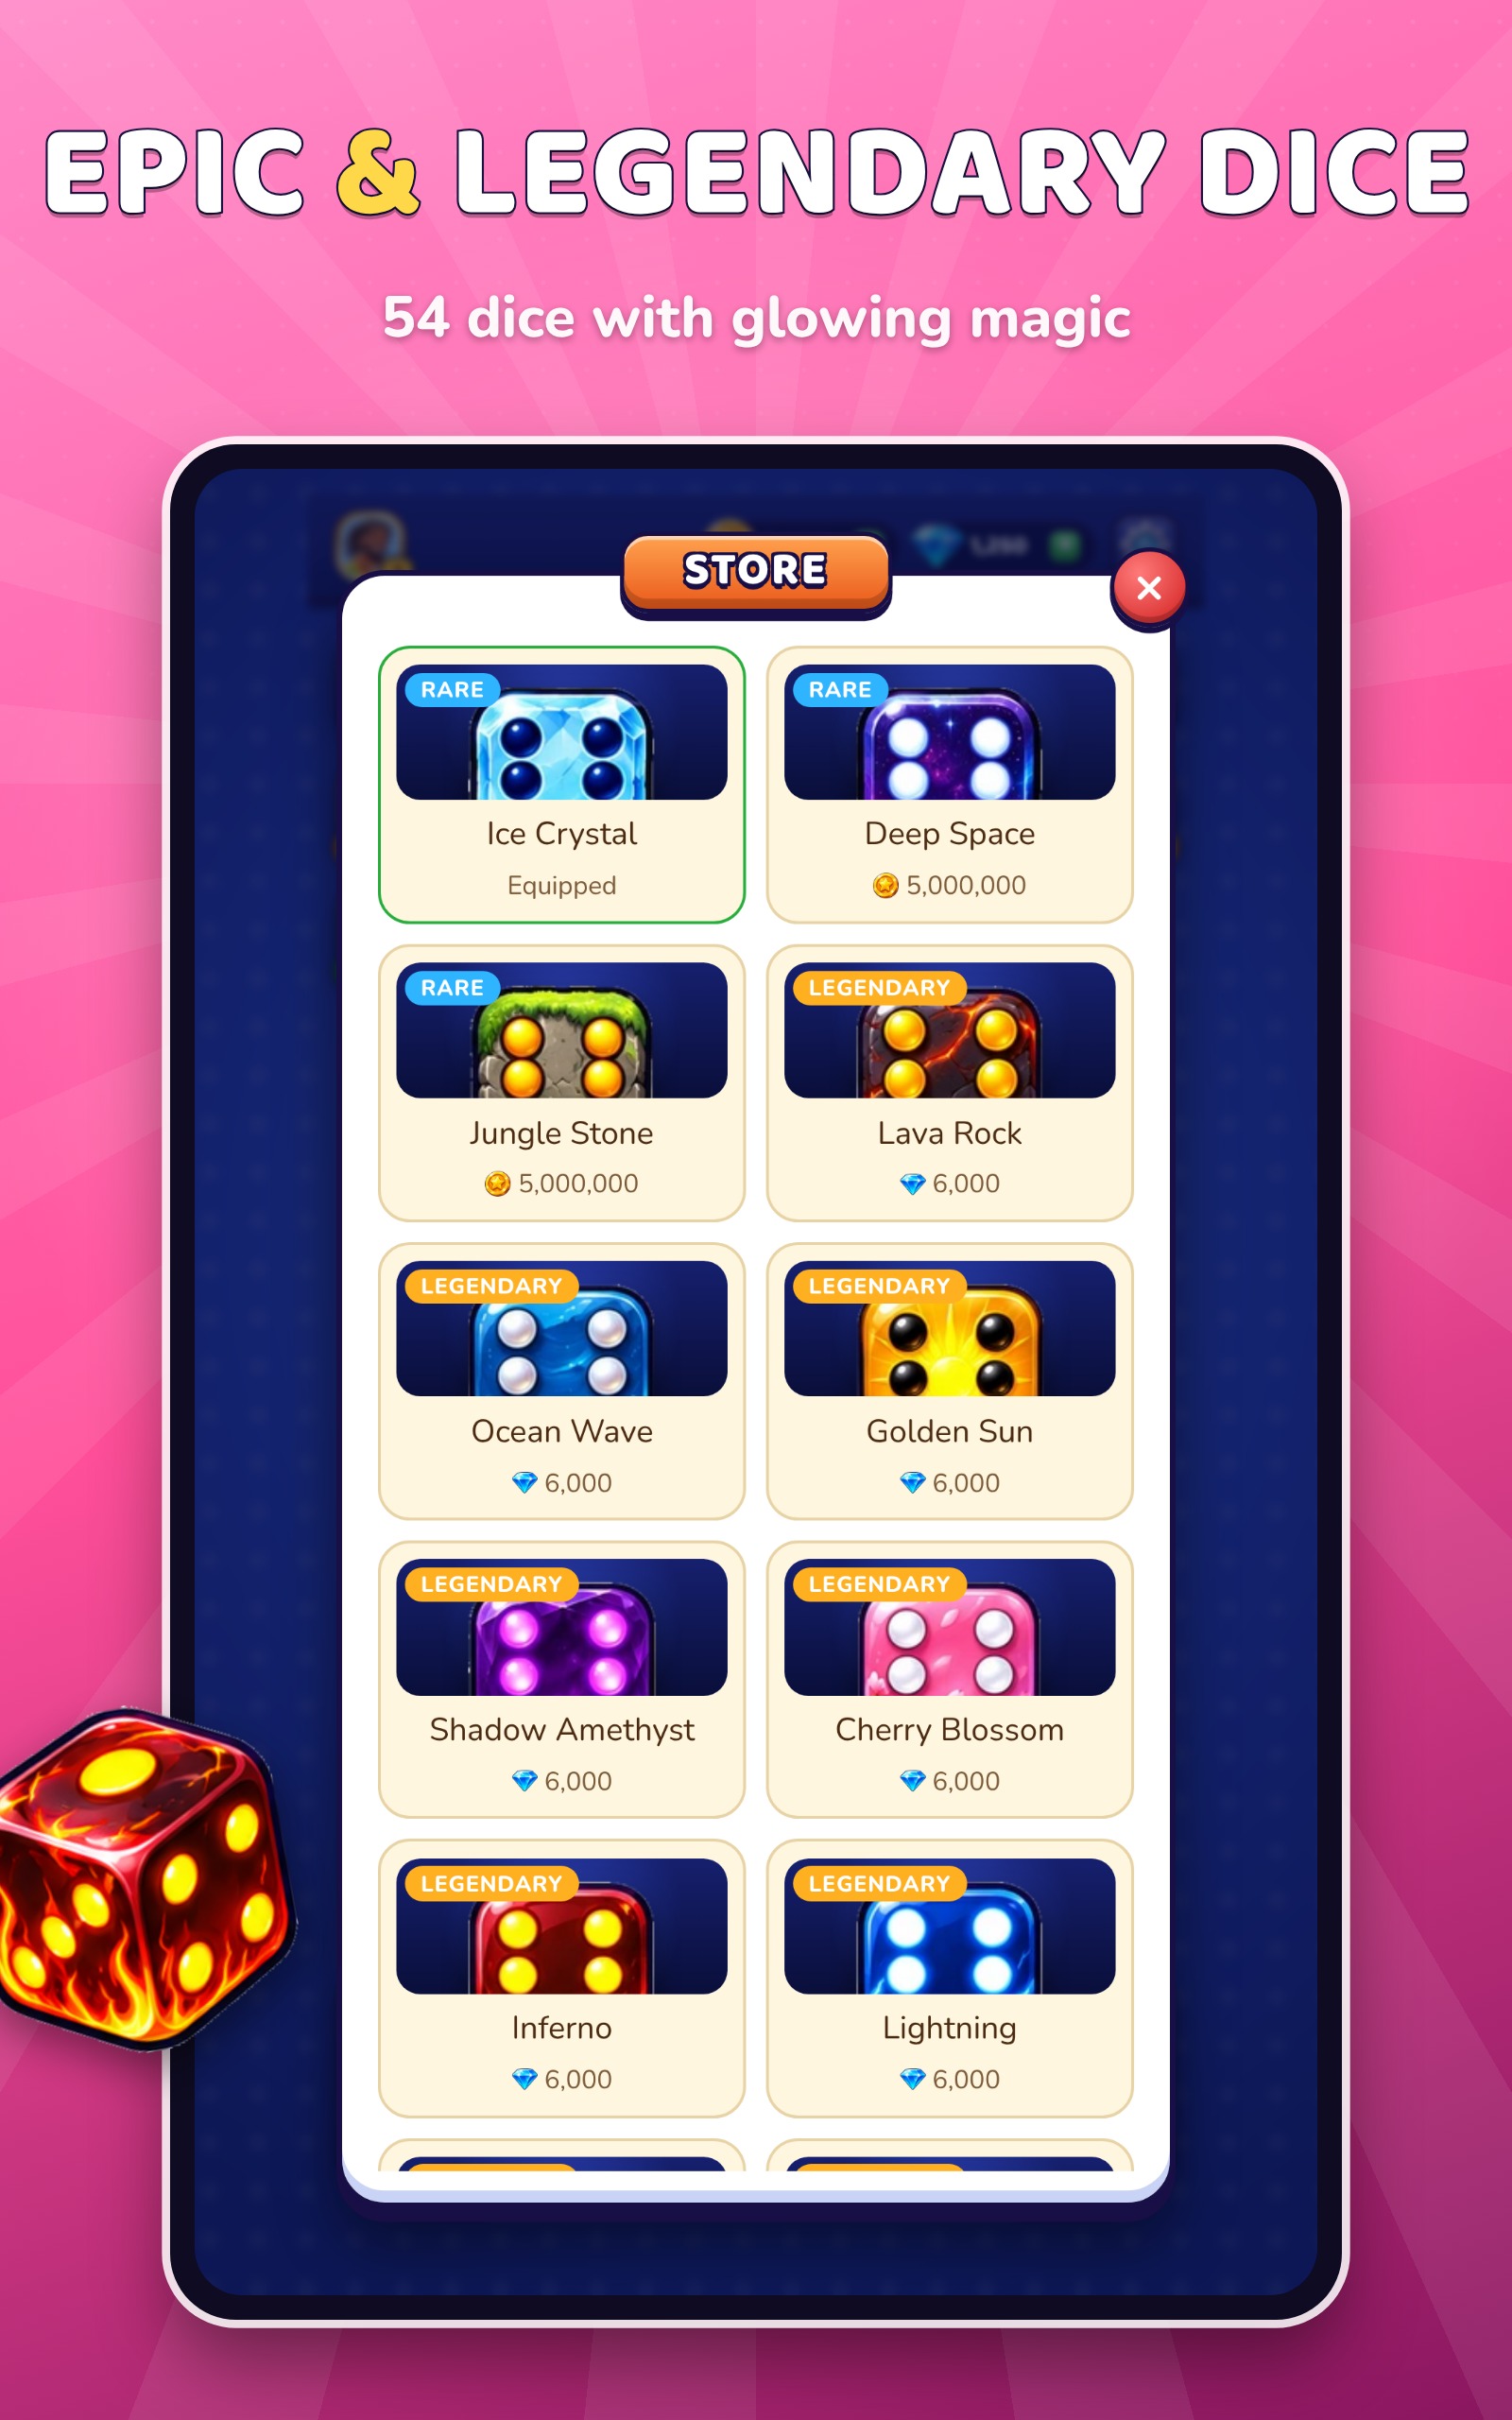 EPIC & LEGENDARY DICE
54 dice with glowing magic
1,250
STORE
RARE
RARE
Ice Crystal
Deep Space
Equipped
5,000,000
RARE
LEGENDARY
Jungle Stone
Lava Rock
5,000,000
6,000
LEGENDARY
LEGENDARY
Ocean Wave
Golden Sun
6,000
6,000
LEGENDARY
LEGENDARY
Shadow Amethyst
Cherry Blossom
6,000
6,000
LEGENDARY
LEGENDARY
Inferno
Lightning
6,000
6,000